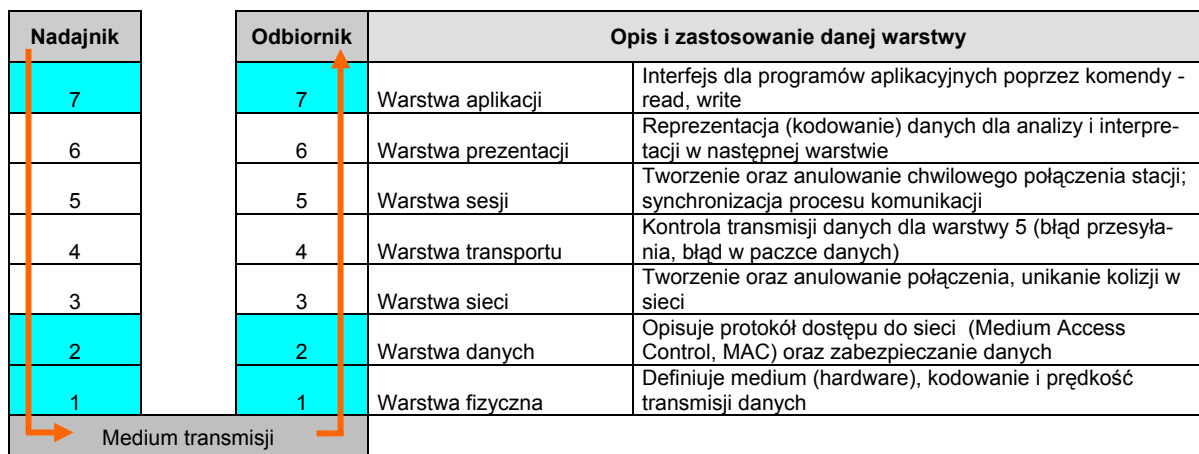 Nadajnik Odbiornik Opis i zastosowanie danej warstwy
7 7 Warstwa aplikacji Interfejs dla programów aplikacyjnych poprzez komendy -
read, write
6 6 Warstwa prezentacji Reprezentacja (kodowanie) danych dla analizy i interpre-
tacji w następnej warstwie
5 5 Warstwa sesji Tworzenie oraz anulowanie chwilowego połączenia stacji;
synchronizacja procesu komunikacji
4 4 Warstwa transportu Kontrola transmisji danych dla warstwy 5 (błąd przesyła-
nia, błąd w paczce danych)
3 3 Warstwa sieci Tworzenie oraz anulowanie połączenia, unikanie kolizji w
sieci
2 2 Warstwa danych Opisuje protokół dostępu do sieci (Medium Access
Control, MAC) oraz zabezpieczanie danych
1 1 Warstwa fizyczna Definiuje medium (hardware), kodowanie i prędkość
transmisji danych
Medium transmisji